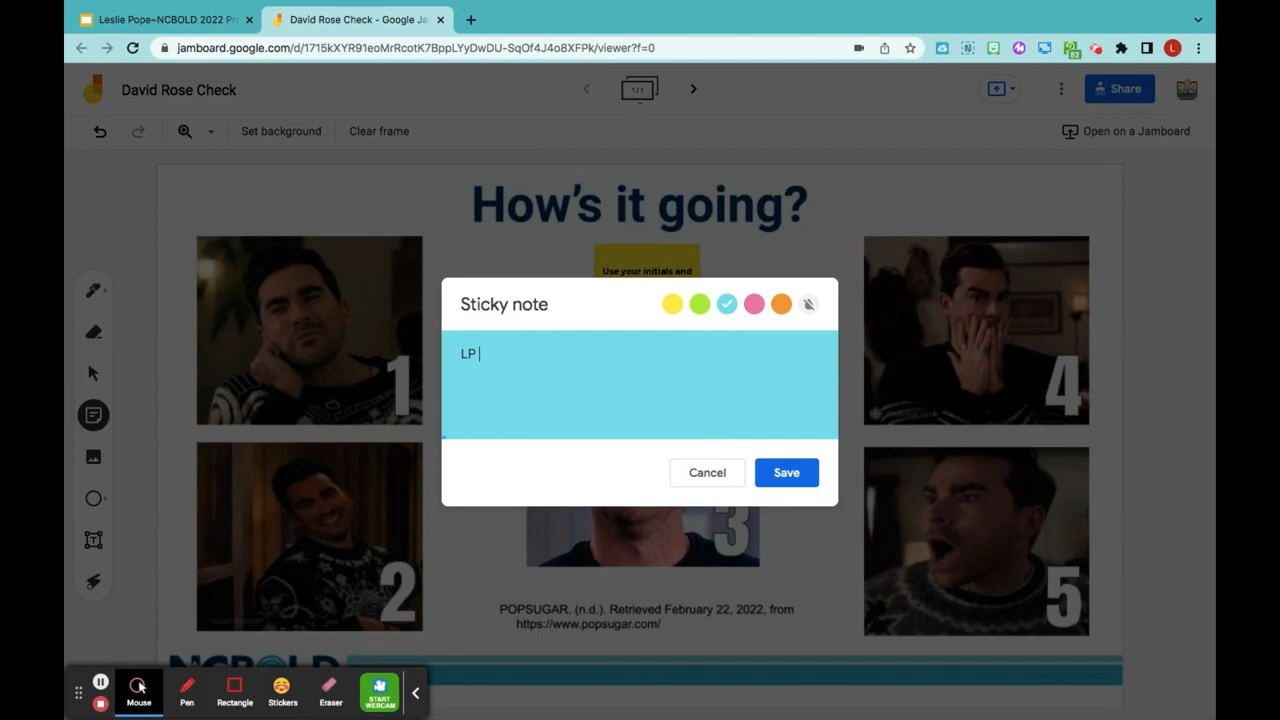 Leslie Pope~NCBOLD 2022 Pr
David Rose Check - Google Ja
jamboard.google.com/d/1715kXYR91eoMrRcotK7BppLYyDwDU-SqOf4J4o8XFPk/viewer?f=0
52
L
David Rose Check
1/1
Share
Set background
Clear frame
Open on a Jamboard
How's it going?
Use your initials and
Sticky note
LP
Cancel
Save
1
4
2
3
5
POPSUGAR. (n.d.). Retrieved February 22, 2022, from
https://www.popsugar.com/
NCBOLD
Mouse
Pen
Rectangle
Stickers
Eraser
START
WEBCAM